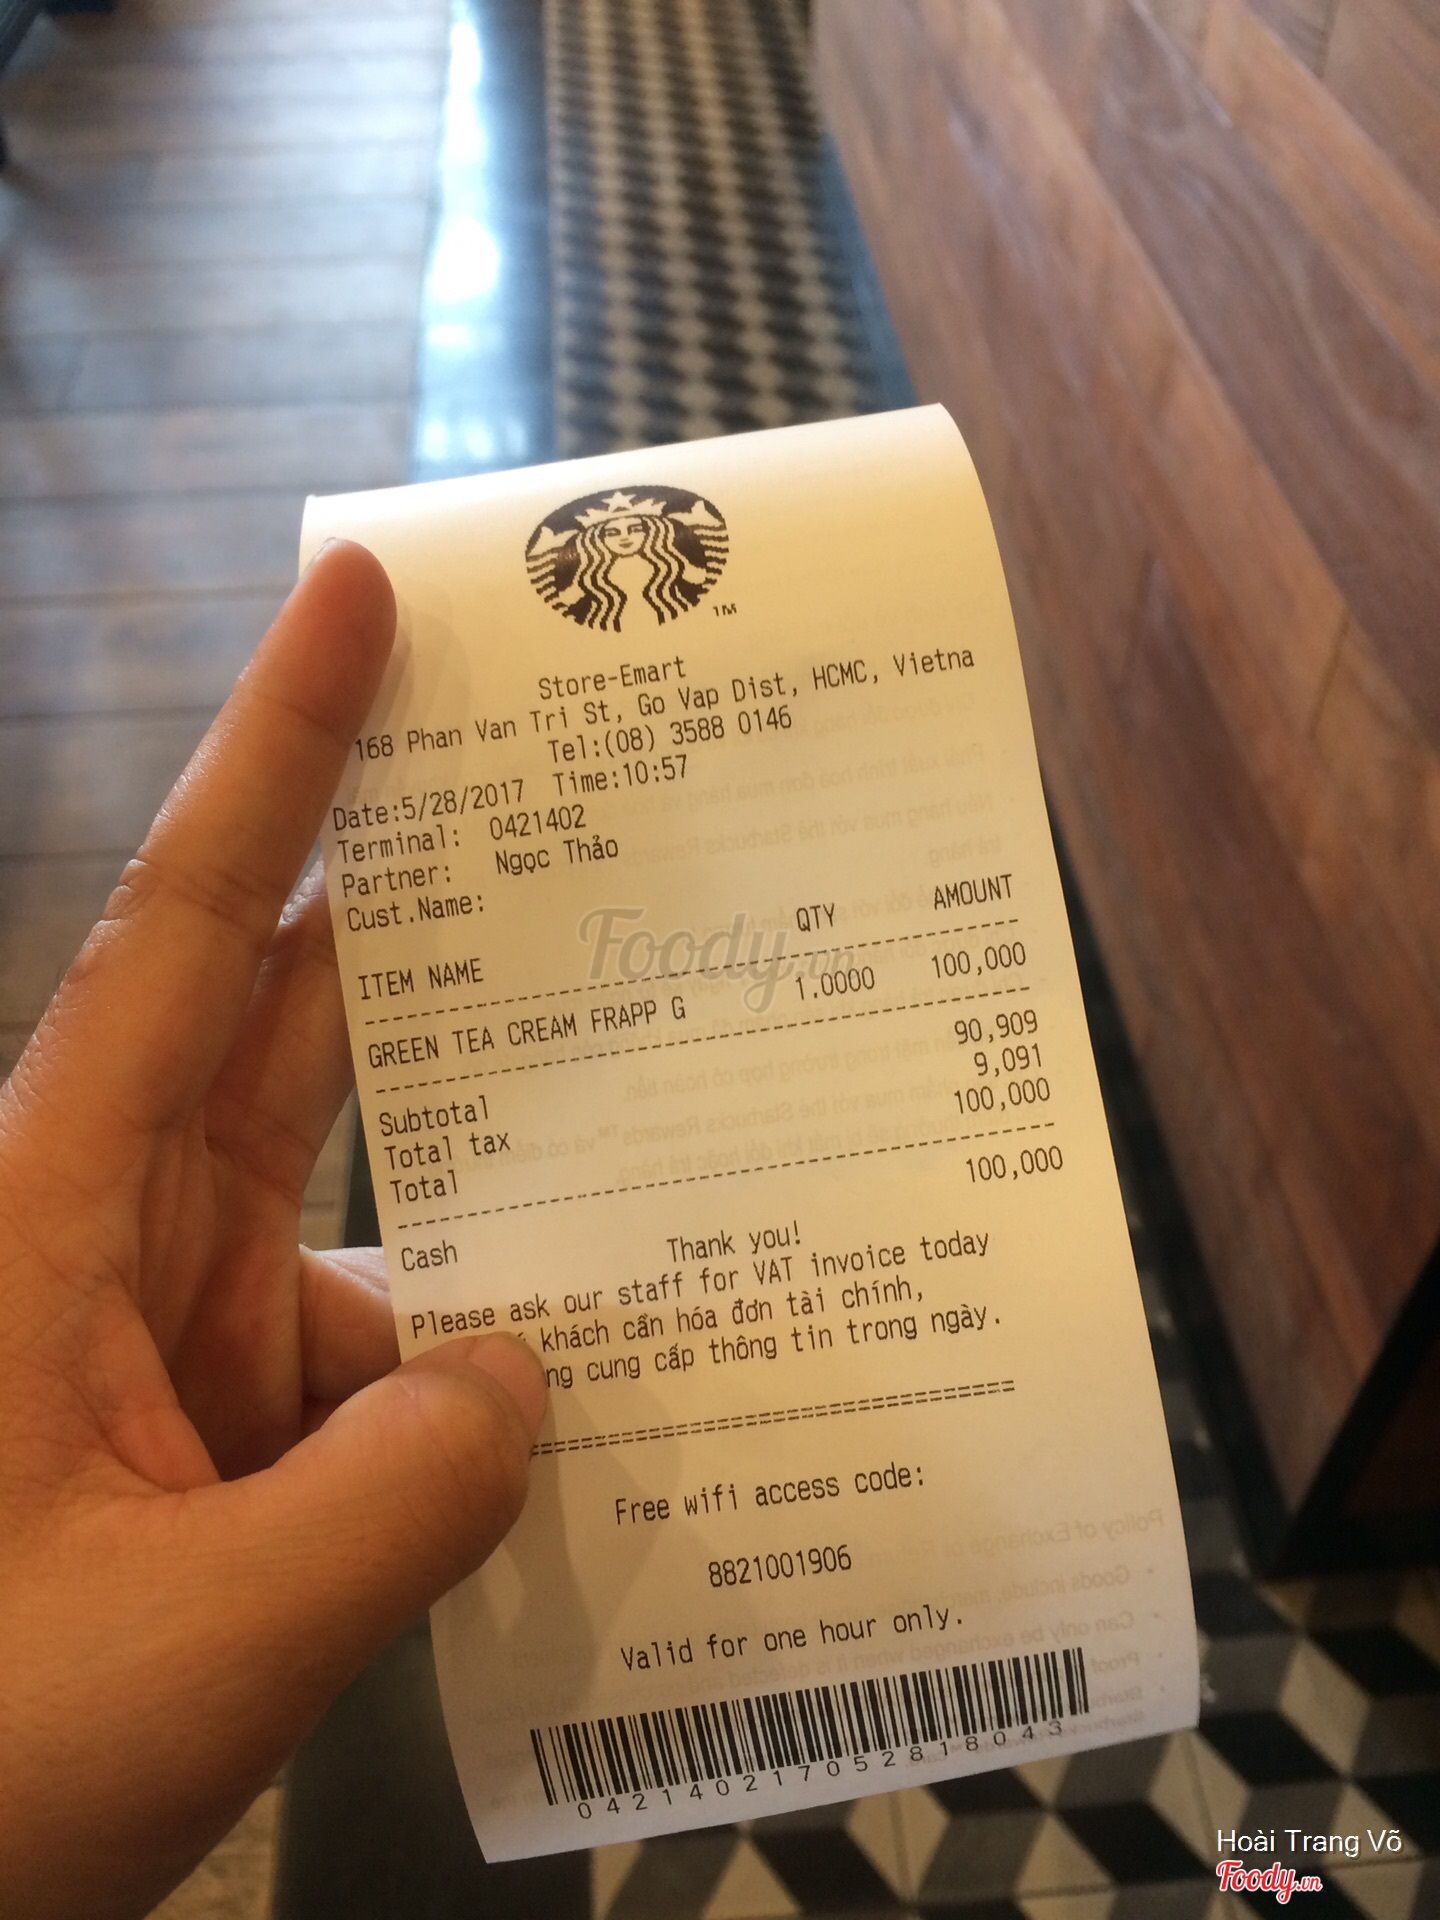 TM
Store-Emart
168 Phan Van Tri St, Go Vap Dist, HCMC, Vietna
Tel:(08) 3588 0146
Date:5/28/2017 Time:10:57
Terminal: 0421402
Partner: Ngọc Thảo
Cust.Name:
ITEM NAME QTY AMOUNT
GREEN TEA CREAM FRAPP G 1.0000 100,000
Subtotal 90,909
Total tax 9,091
Total 100,000
Cash 100,000
Thank you!
Please ask our staff for VAT invoice today
khách cần hóa đơn tài chính,
ng cung cấp thông tin trong ngày.
Free wifi access code:
8821001906
Valid for one hour only.
042140217052818043
Foody.vn
Hoài Trang Võ
Foody.vn